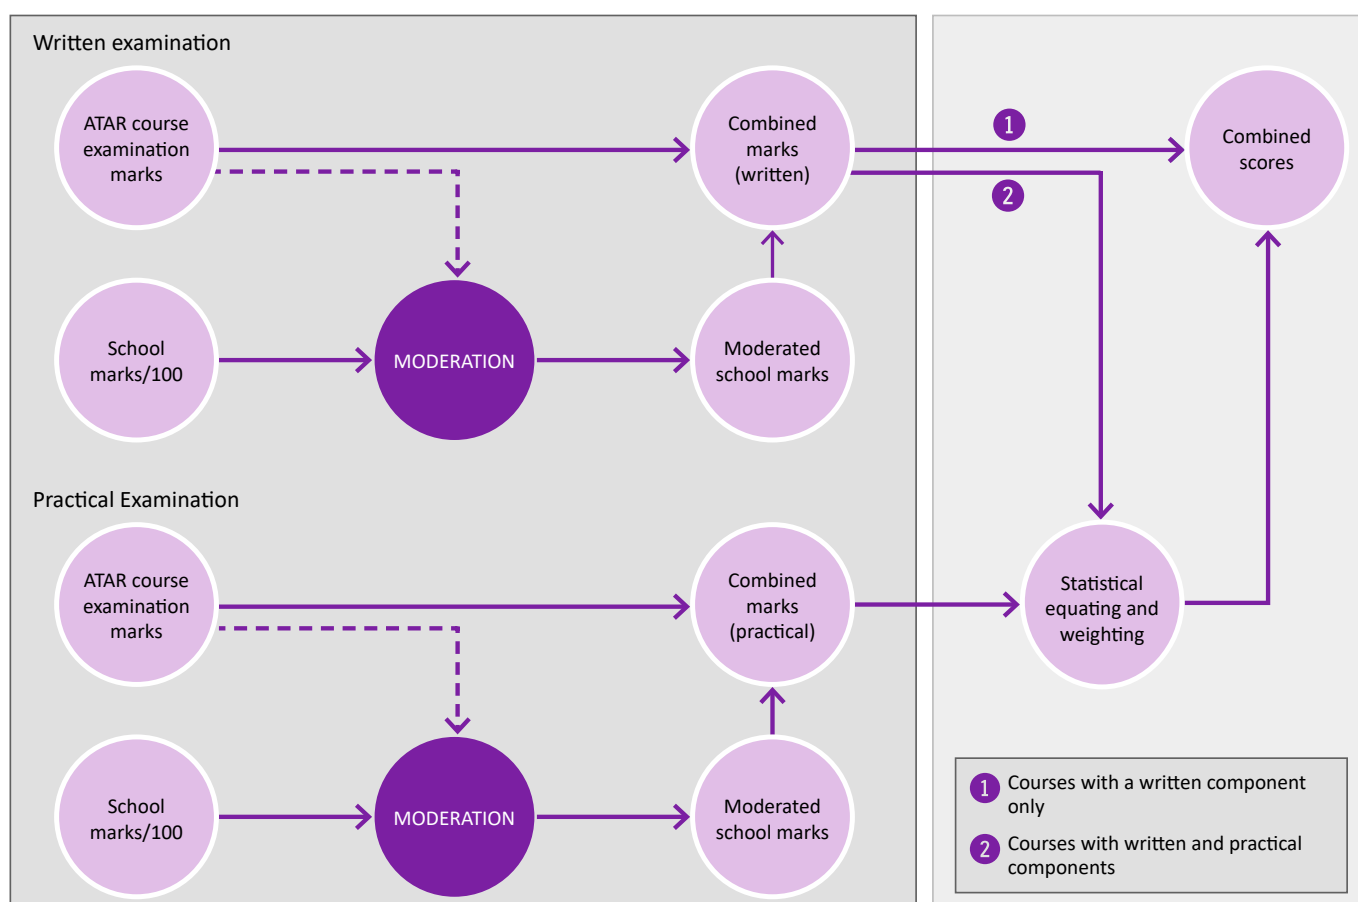 Written examination
ATAR course
examination
marks
Combined
marks
(written)
1
2
Combined
scores
School
marks/100
MODERATION
Moderated
school marks
Practical Examination
ATAR course
examination
marks
Combined
marks
(practical)
Statistical
equating and
weighting
School
marks/100
MODERATION
Moderated
school marks
1 Courses with a written component
only
2 Courses with written and practical
components